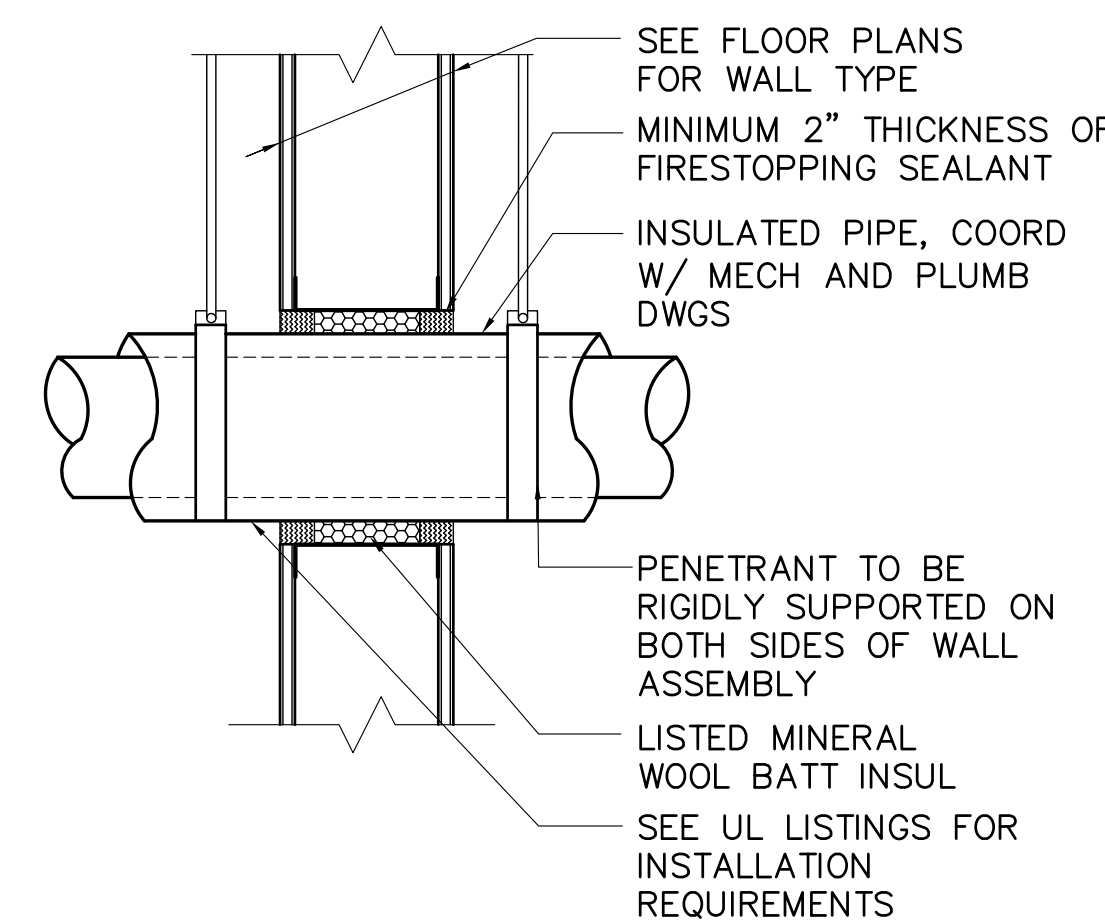 SEE FLOOR PLANS
FOR WALL TYPE
MINIMUM 2” THICKNESS OF
FIRESTOPPING SEALANT
INSULATED PIPE, COORD
W/ MECH AND PLUMB
DWGS
PENETRANT TO BE
RIGIDLY SUPPORTED ON
BOTH SIDES OF WALL
ASSEMBLY
LISTED MINERAL
WOOL BATT INSUL
SEE UL LISTINGS FOR
INSTALLATION
REQUIREMENTS